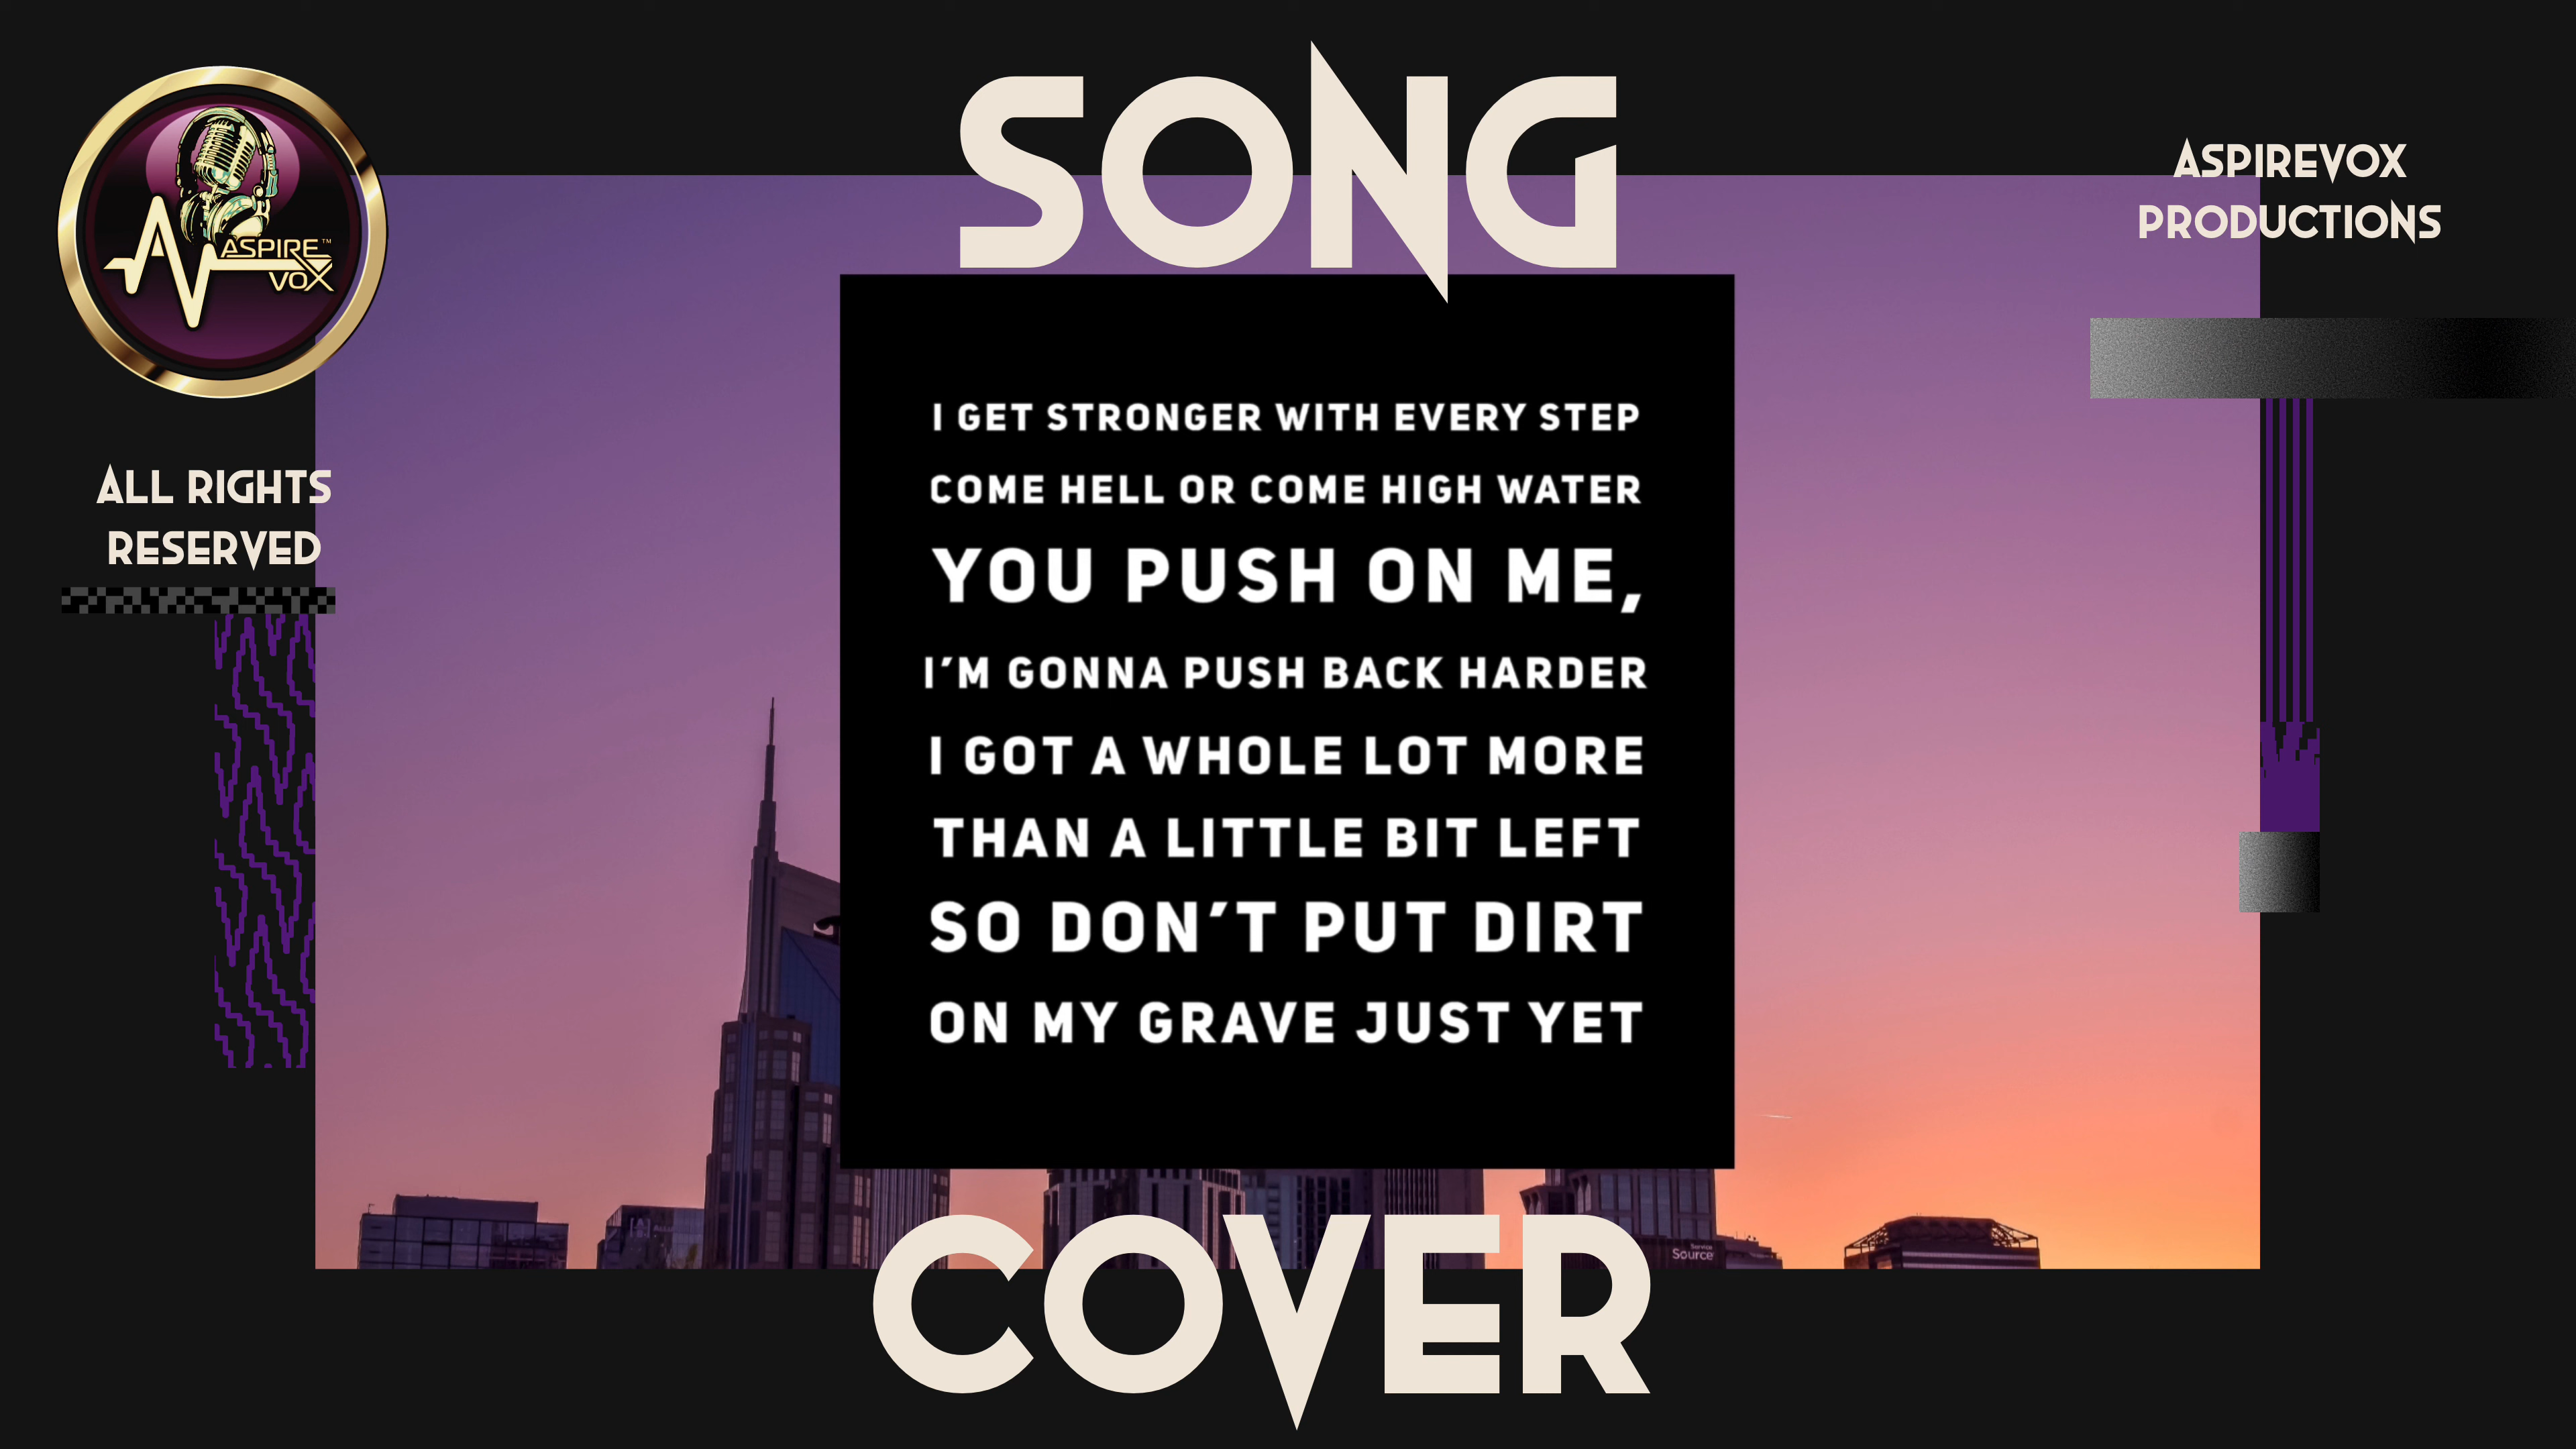 SONG
ASPIREVOX
PRODUCTIONS
ASPIRE™
VOX
ALL RIGHTS
RESERVED
I GET STRONGER WITH EVERY STEP
COME HELL OR COME HIGH WATER
YOU PUSH ON ME,
I'M GONNA PUSH BACK HARDER
I GOT A WHOLE LOT MORE
THAN A LITTLE BIT LEFT
SO DON'T PUT DIRT
ON MY GRAVE JUST YET
Service
Source
COVER